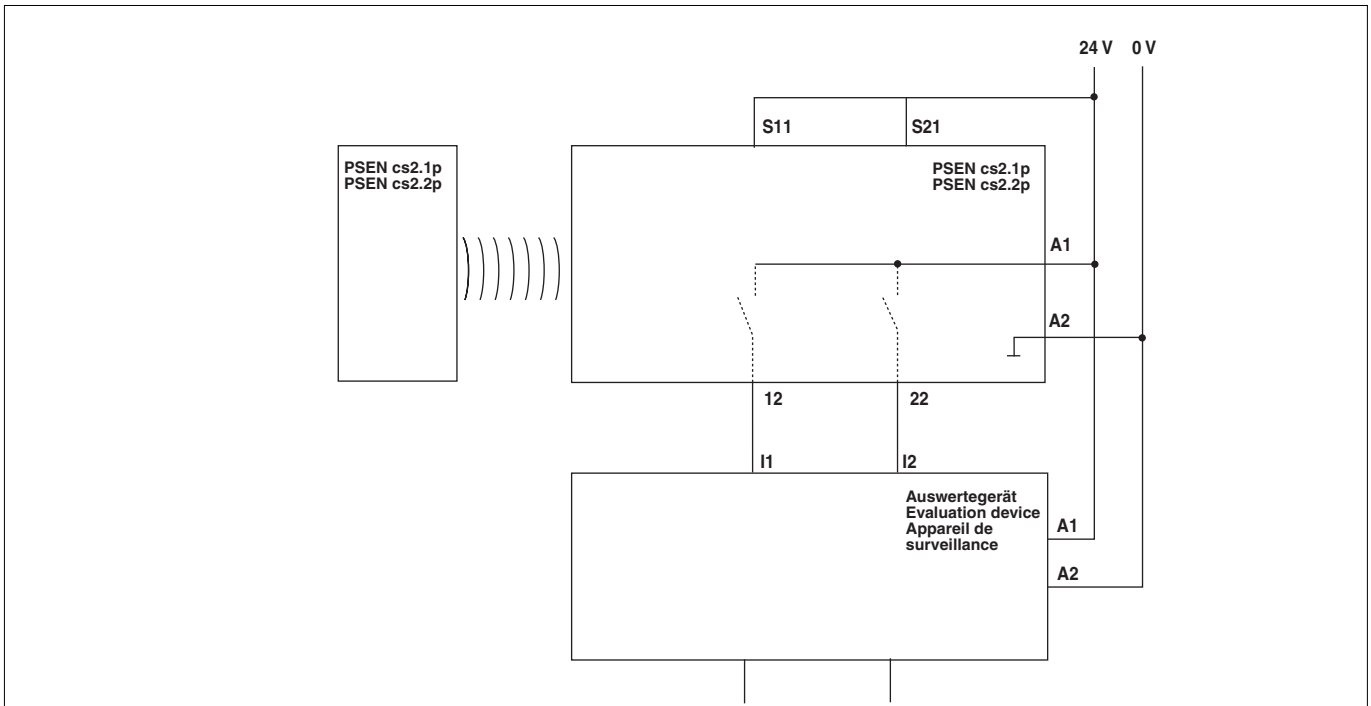 24 V 0 V
S11 S21
PSEN cs2.1p
PSEN cs2.2p
PSEN cs2.1p
PSEN cs2.2p
A1
A2
12 22
I1 I2
Auswertegerät
Evaluation device
Appareil de
surveillance
A1
A2